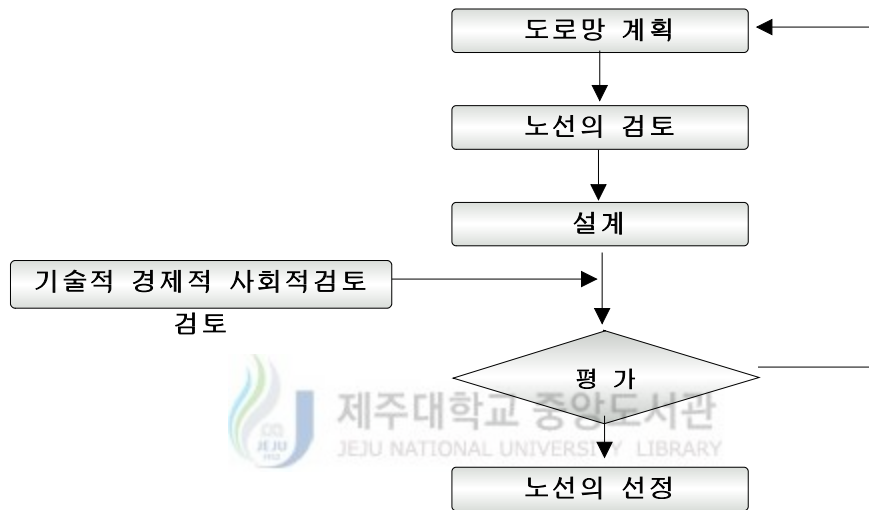 도로망 계획
노선의 검토
설계
기술적 경제적 사회적검토
검토
평 가
제주대학교 중앙도서관
JEJU NATIONAL UNIVERSITY LIBRARY
JEJU
1952
노선의 선정